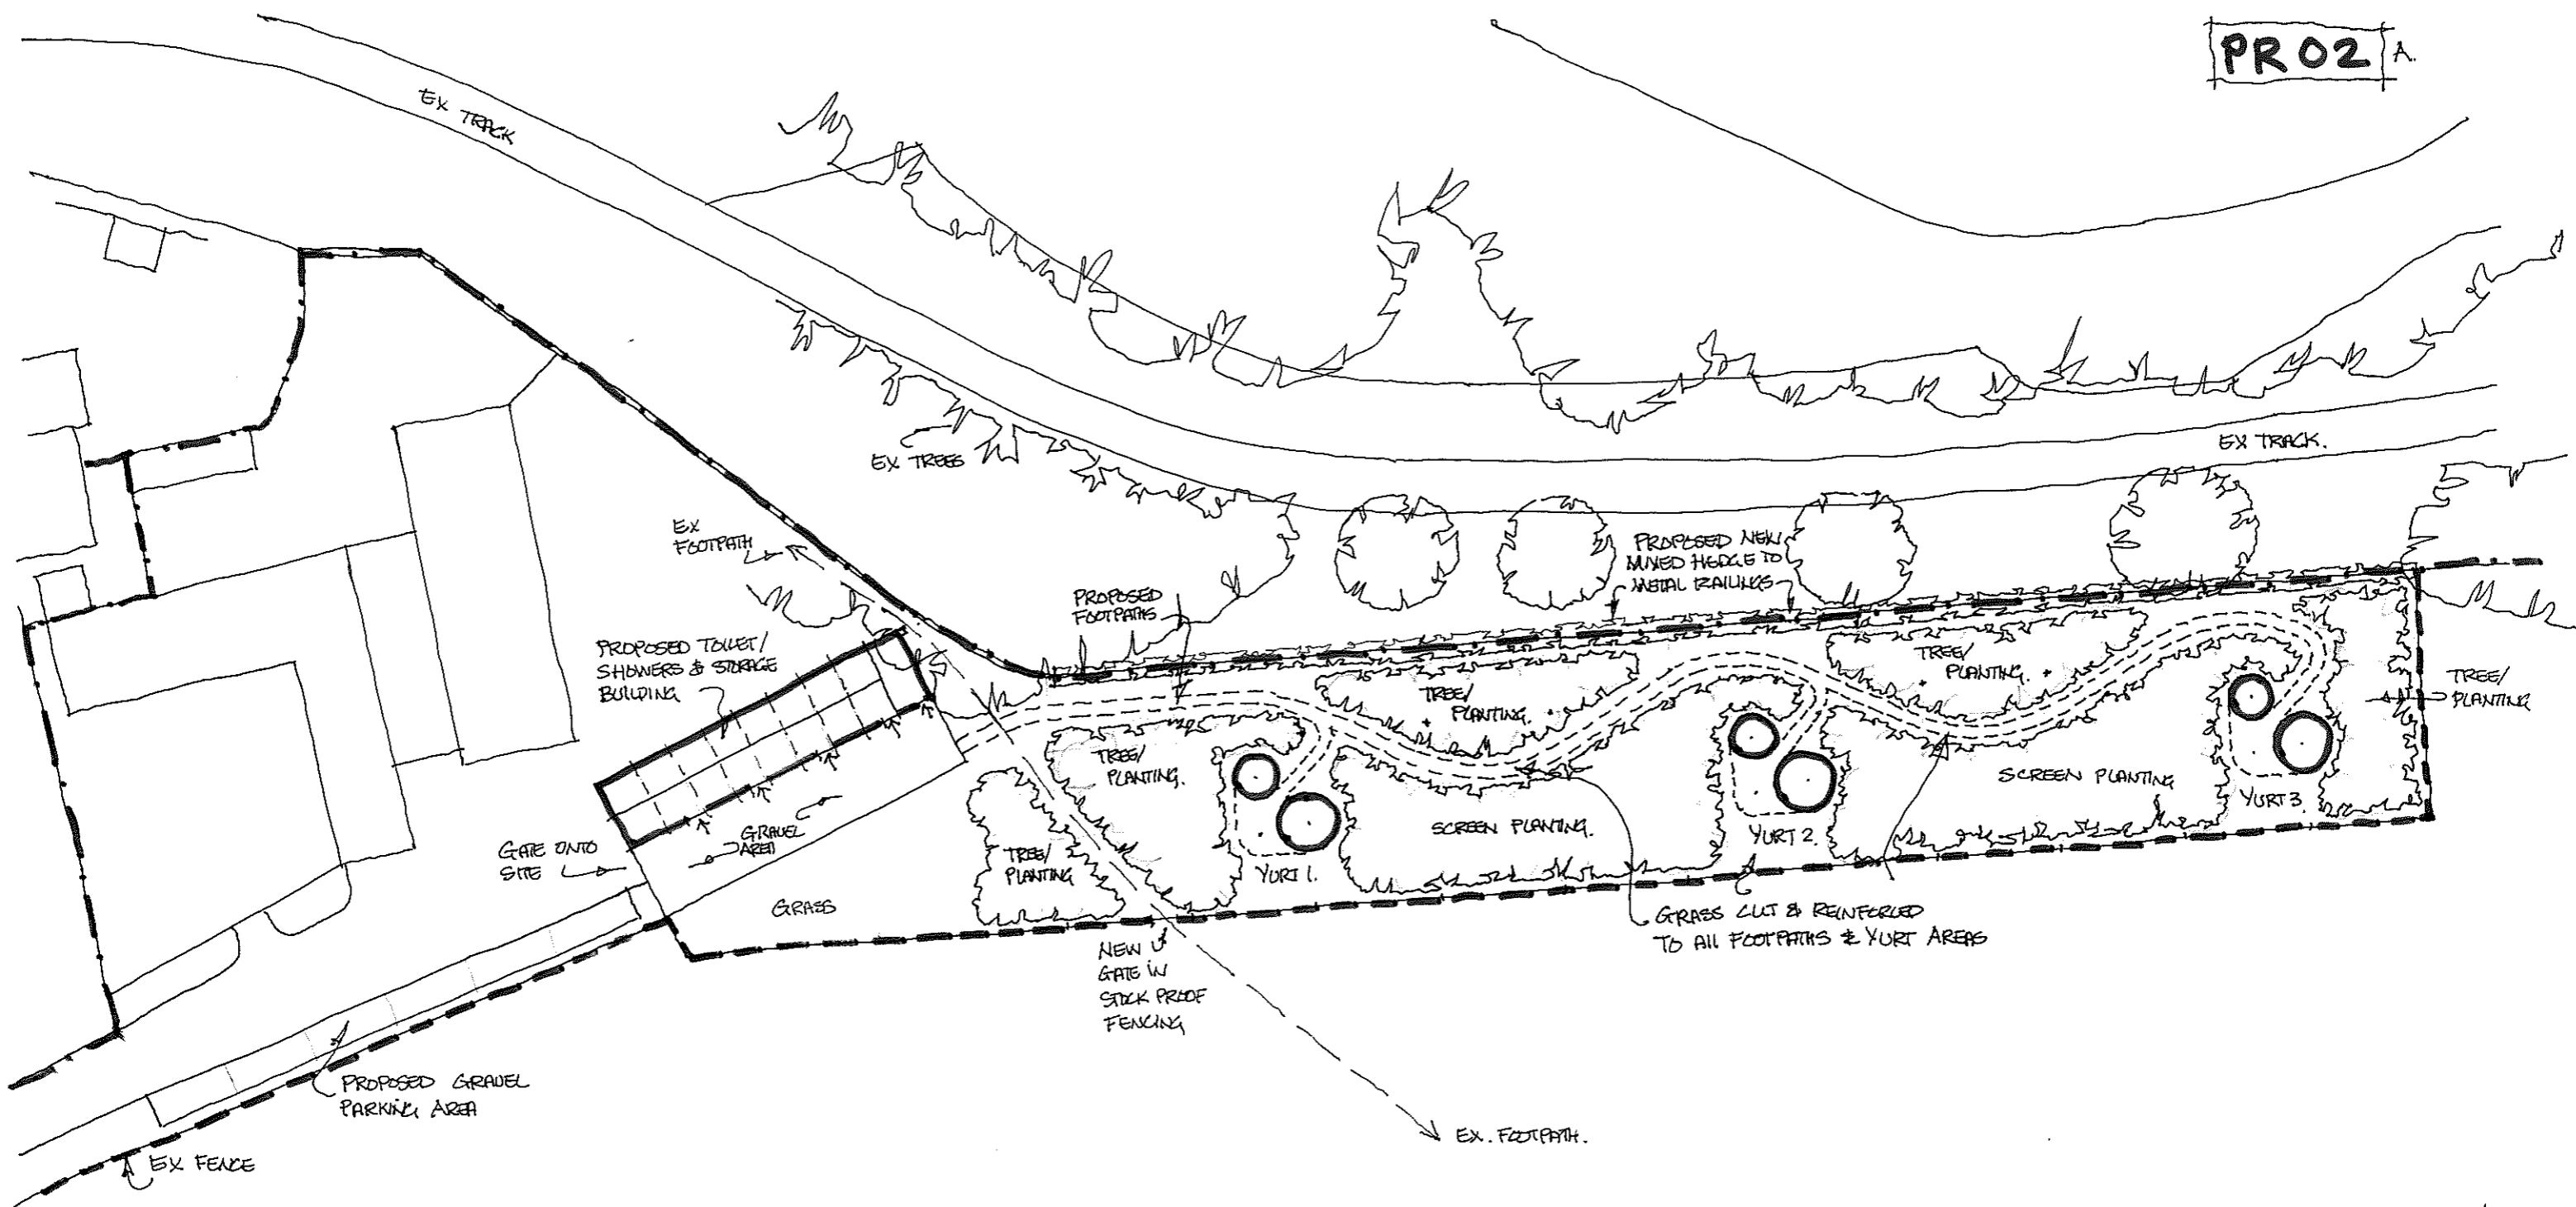 PR 02 A.
EX TRACK
EX TRACK.
EX TREES
EX
FOOTPATH
PROPOSED NEW
MIXED HEDGE TO
METAL RAILINGS
PROPOSED
FOOTPATHS
PROPOSED TOILET/
SHOWERS & STORAGE
BUILDING
TREE/
PLANTING.
TREE/
PLANTING.
TREE/
PLANTING
TREE/
PLANTING.
SCREEN PLANTING
YURT 3.
SCREEN PLANTING.
YURT 2.
GRAVEL
AREA
GATE ONTO
SITE
TREE/
PLANTING
YURT 1.
GRASS
GRASS CUT & REINFORCED
TO ALL FOOTPATHS & YURT AREAS
NEW
GATE IN
STOCK PROOF
FENCING
PROPOSED GRAVEL
PARKING AREA
EX. FOOTPATH.
EX FENCE